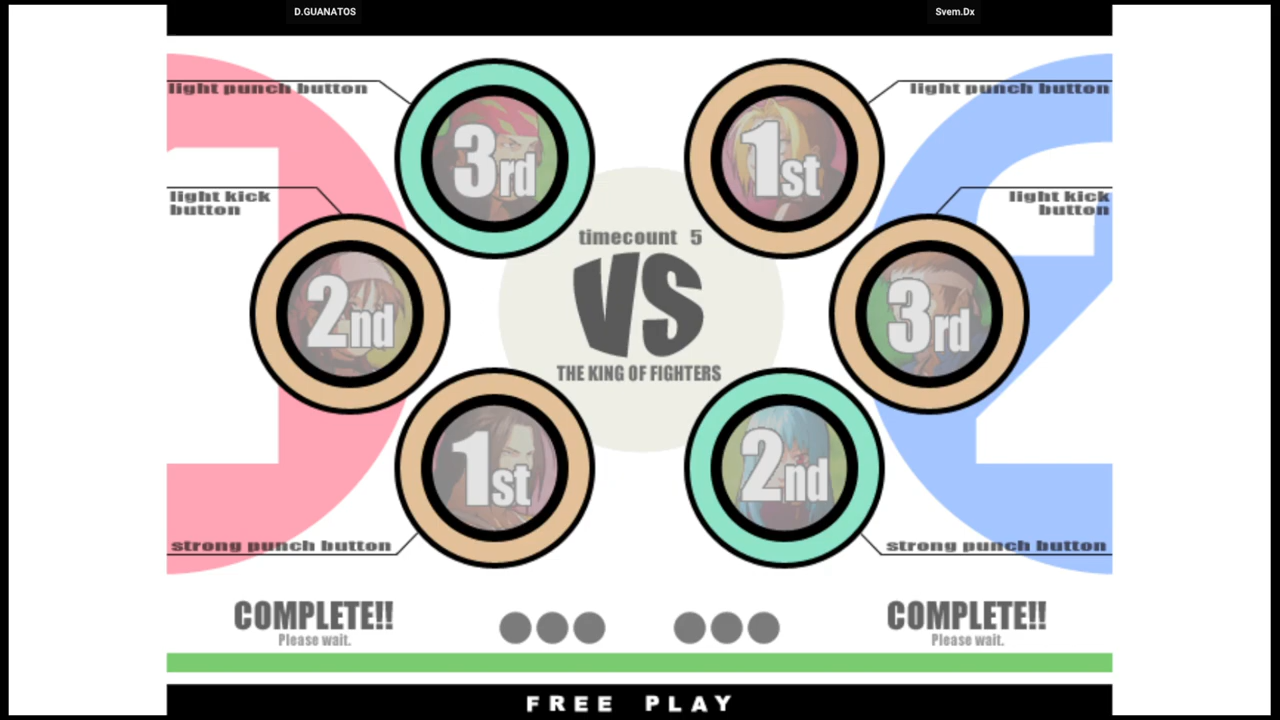 D.GUANATOS
Svem.Dx
light punch button
light punch button
3rd
1st
light kick
button
light kick
button
timecount 5
VS
THE KING OF FIGHTERS
2nd
3rd
1st
2nd
strong punch button
strong punch button
COMPLETE!!
Please wait.
COMPLETE!!
Please wait.
FREE PLAY